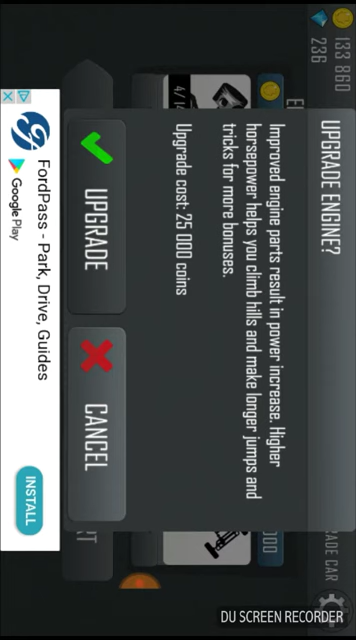 133 860
236
UPGRADE ENGINE?
Improved engine parts result in power increase. Higher
horsepower helps you climb hills and make longer jumps and
tricks for more bonuses.
Upgrade cost: 25 000 coins
UPGRADE
CANCEL
4/14
FordPass - Park, Drive, Guides
Google Play
INSTALL
DU SCREEN RECORDER